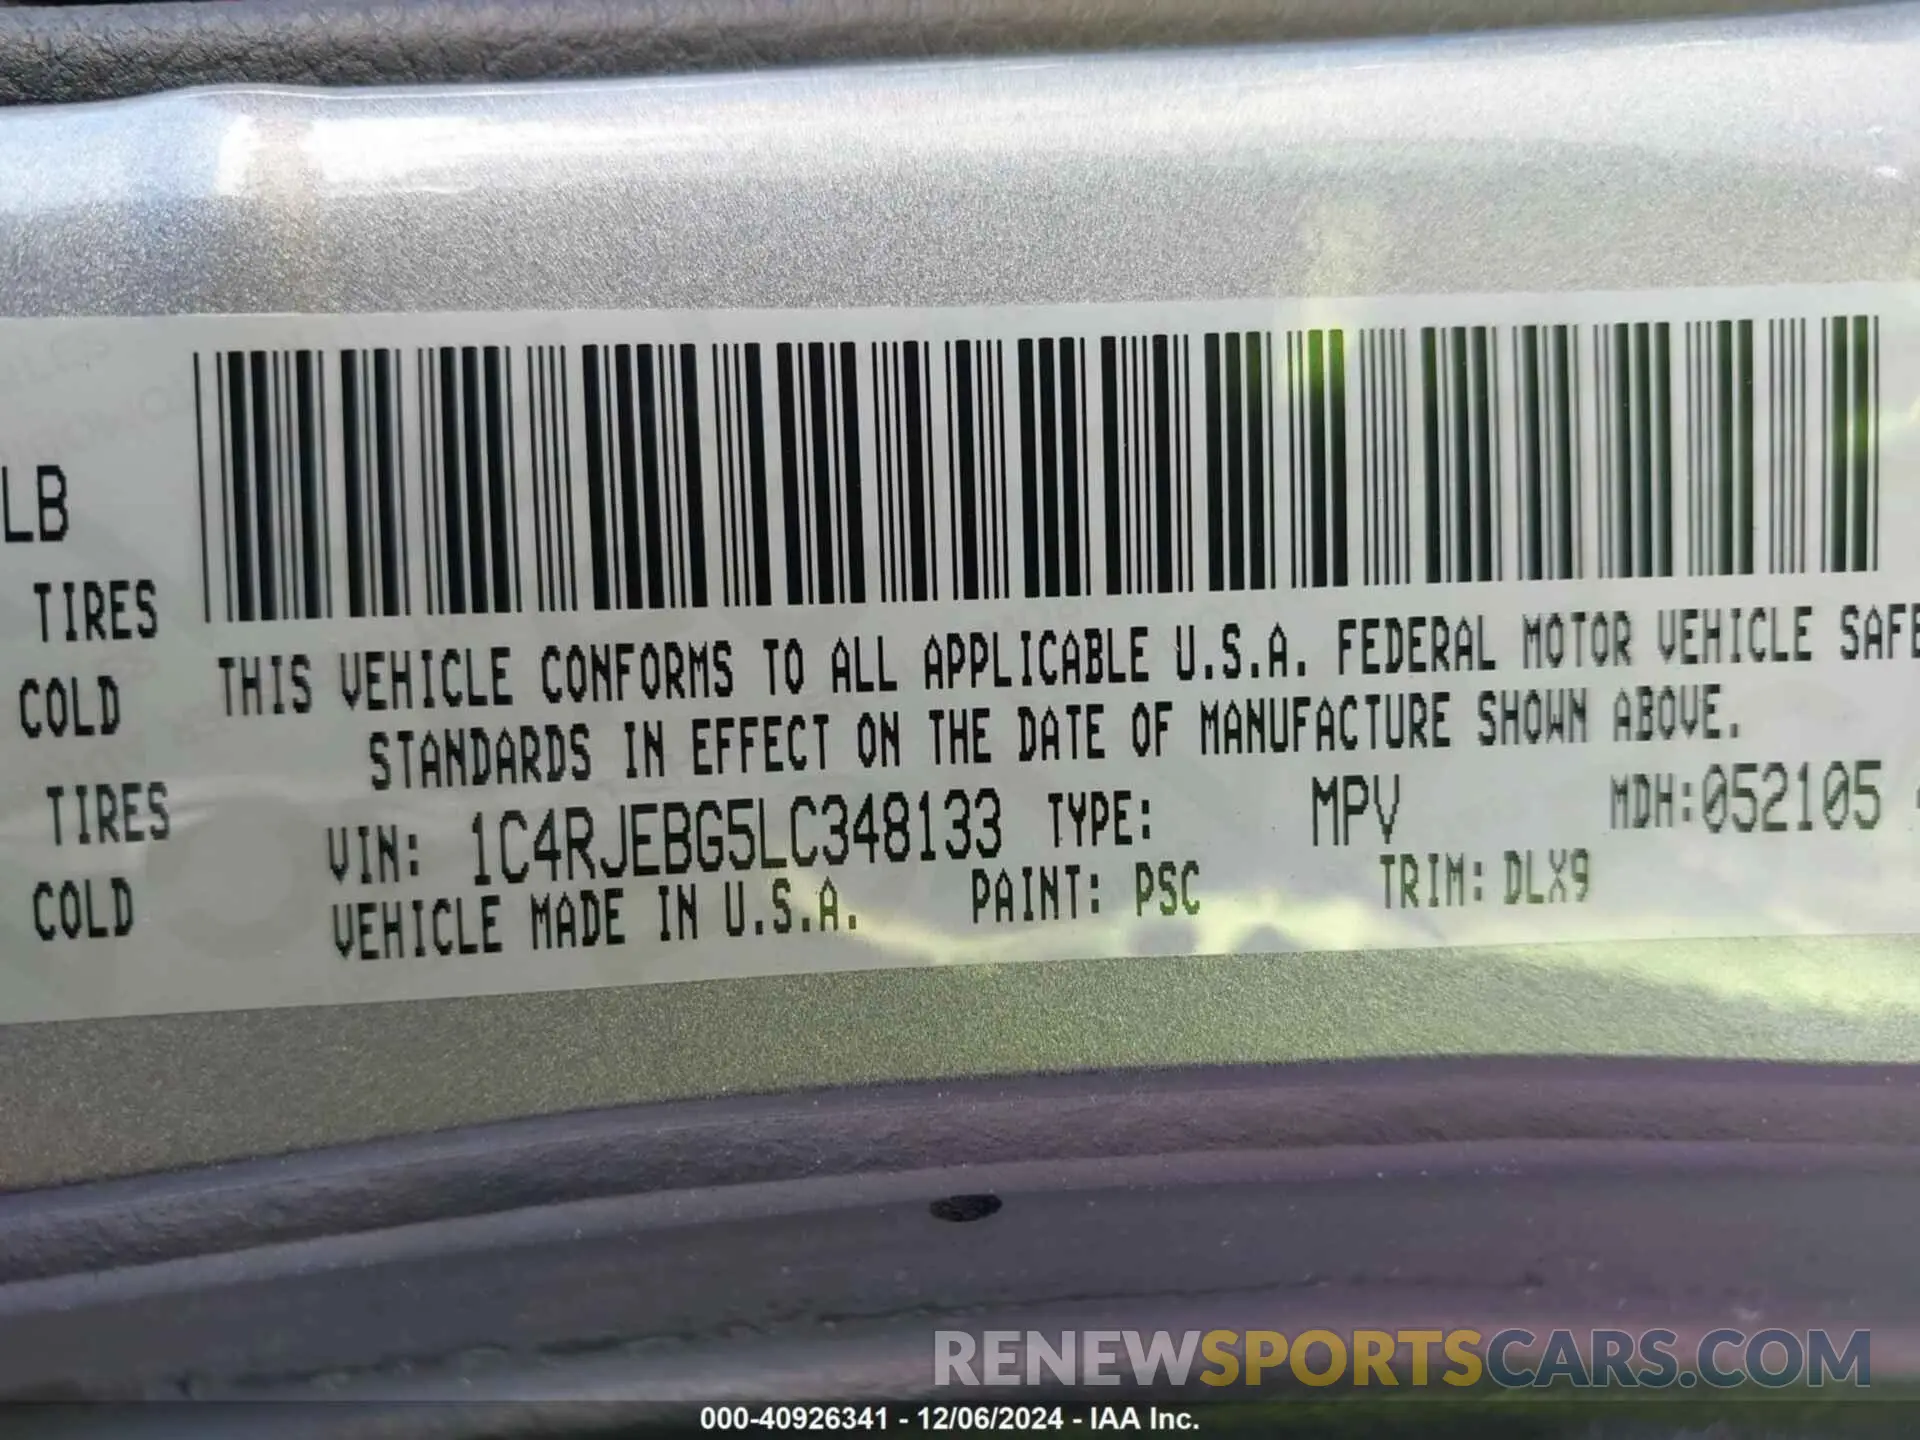 LB
TIRES
COLD
TIRES
COLD
THIS VEHICLE CONFORMS TO ALL APPLICABLE U.S.A. FEDERAL MOTOR VEHICLE SAFE
STANDARDS IN EFFECT ON THE DATE OF MANUFACTURE SHOWN ABOVE.
VIN: 1C4RJEBG5LC348133 TYPE: MPV MDH:052105
VEHICLE MADE IN U.S.A. PAINT: PSC TRIM: DLX9
RENEWSPORTSCARS.COM
000-40926341 - 12/06/2024 - IAA Inc.